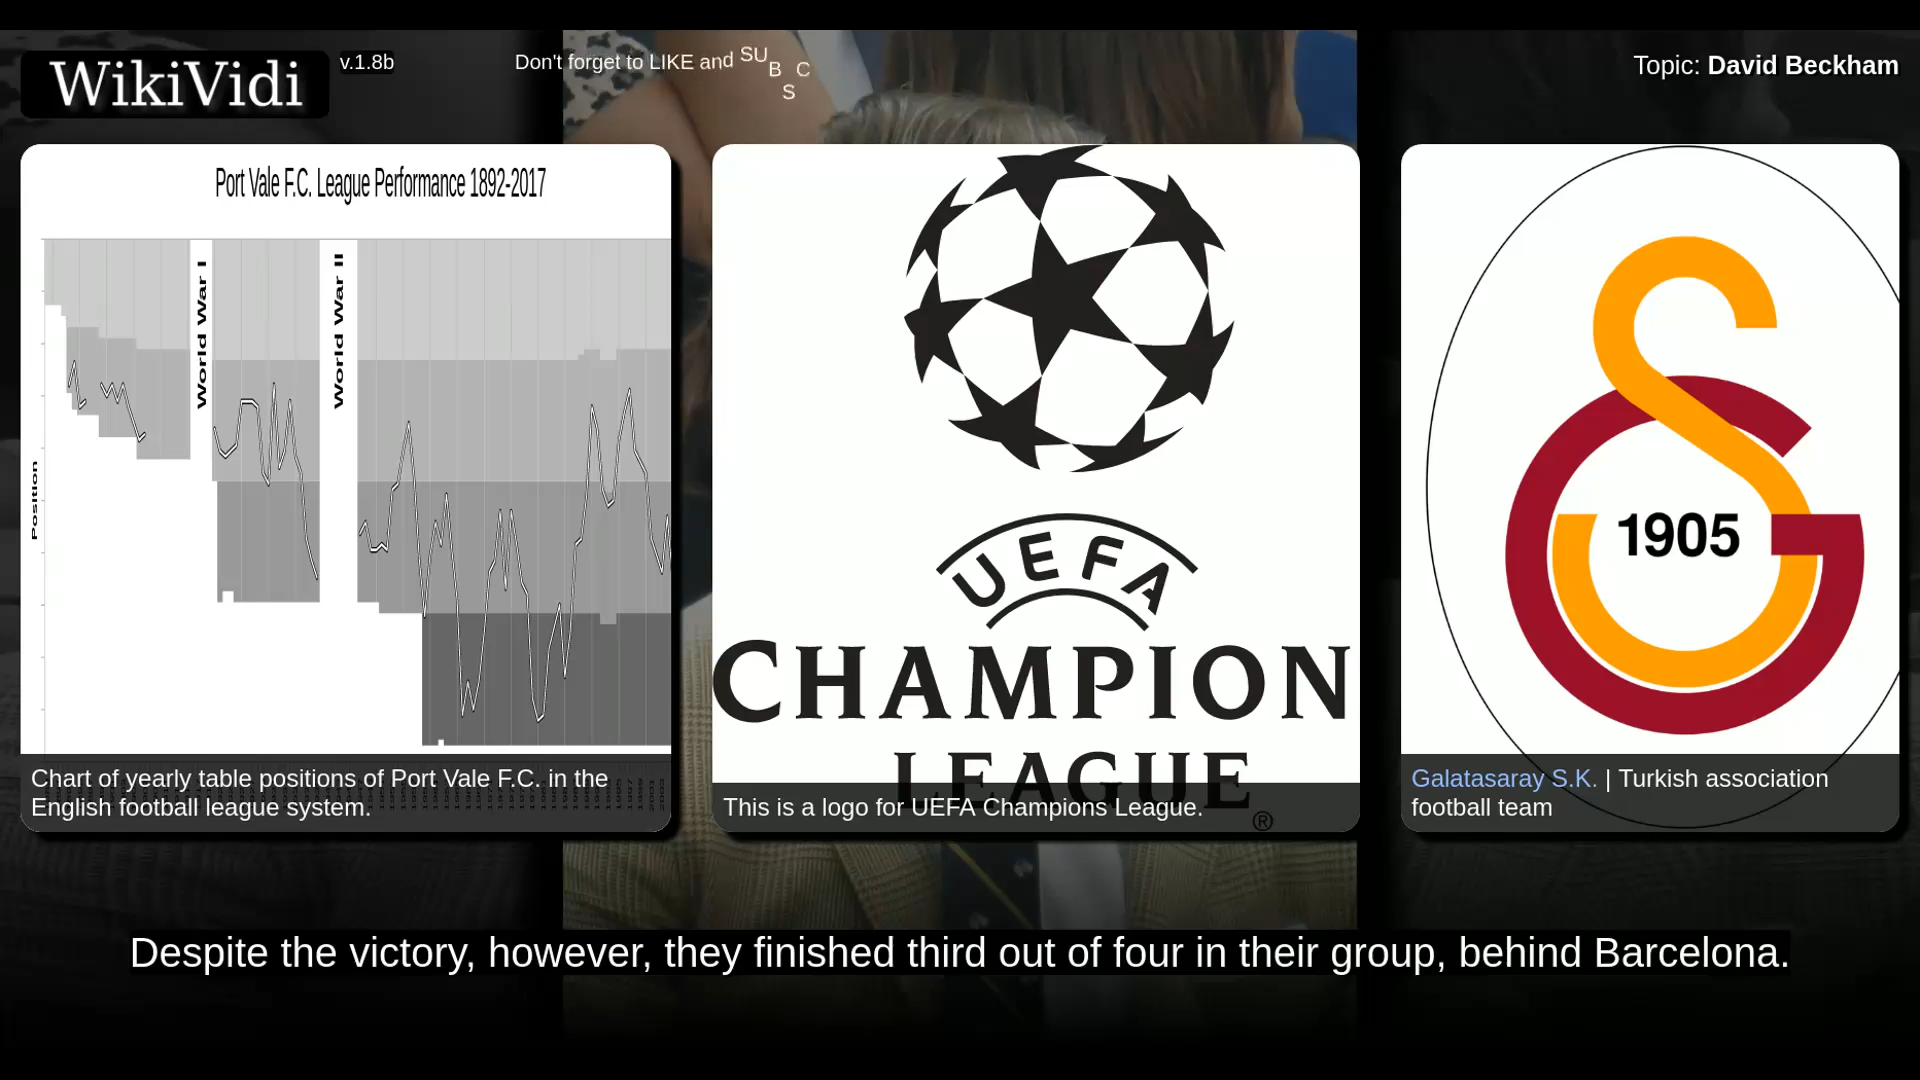 WikiVidi
v.1.8b
Don't forget to LIKE and SUBSC
Topic: David Beckham
Port Vale F.C. League Performance 1892-2017
World War I
World War II
Position
Chart of yearly table positions of Port Vale F.C. in the
English football league system.
UEFA
CHAMPION
LEAGUE
®
This is a logo for UEFA Champions League.
1905
Galatasaray S.K. | Turkish association
football team
Despite the victory, however, they finished third out of four in their group, behind Barcelona.